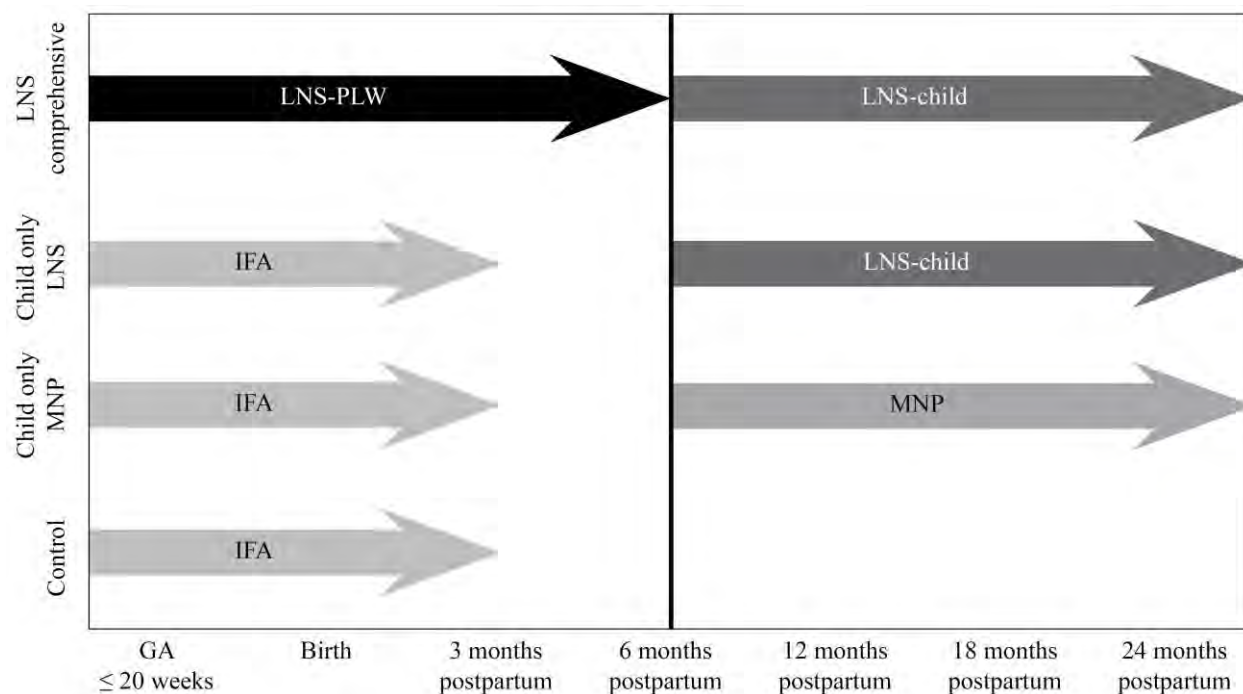 LNS
comprehensive
LNS-PLW
LNS-child
Child only
LNS
IFA
LNS-child
Child only
MNP
IFA
MNP
Control
IFA
GA
≤ 20 weeks
Birth
3 months
postpartum
6 months
postpartum
12 months
postpartum
18 months
postpartum
24 months
postpartum